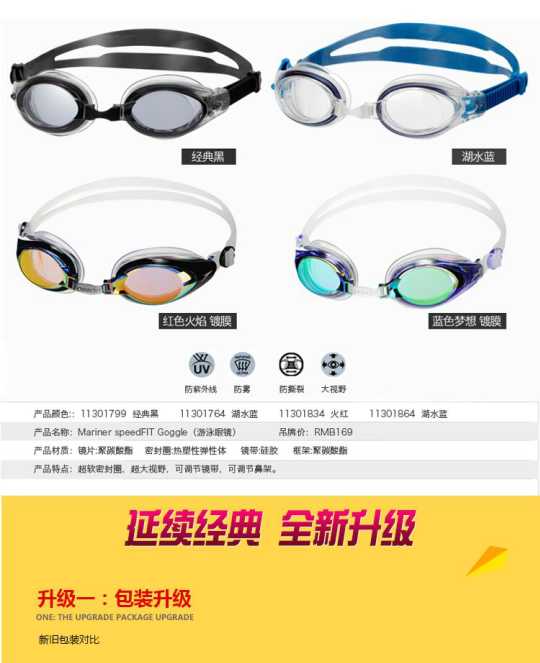 经典黑
湖水蓝
红色火焰 镀膜
蓝色梦想 镀膜
UV
防紫外线 防雾 防撕裂 大视野
产品颜色:: 11301799 经典黑 11301764 湖水蓝 11301834 火红 11301864 湖水蓝
产品名称: Mariner speedFIT Goggle (游泳眼镜) 吊牌价: RMB169
产品材质: 镜片:聚碳酸酯 密封圈:热塑性弹性体 镜带:硅胶 框架:聚碳酸酯
产品特点: 超软密封圈, 超大视野, 可调节镜带, 可调节鼻架。
延续经典 全新升级
升级一：包装升级
ONE: THE UPGRADE PACKAGE UPGRADE
新旧包装对比